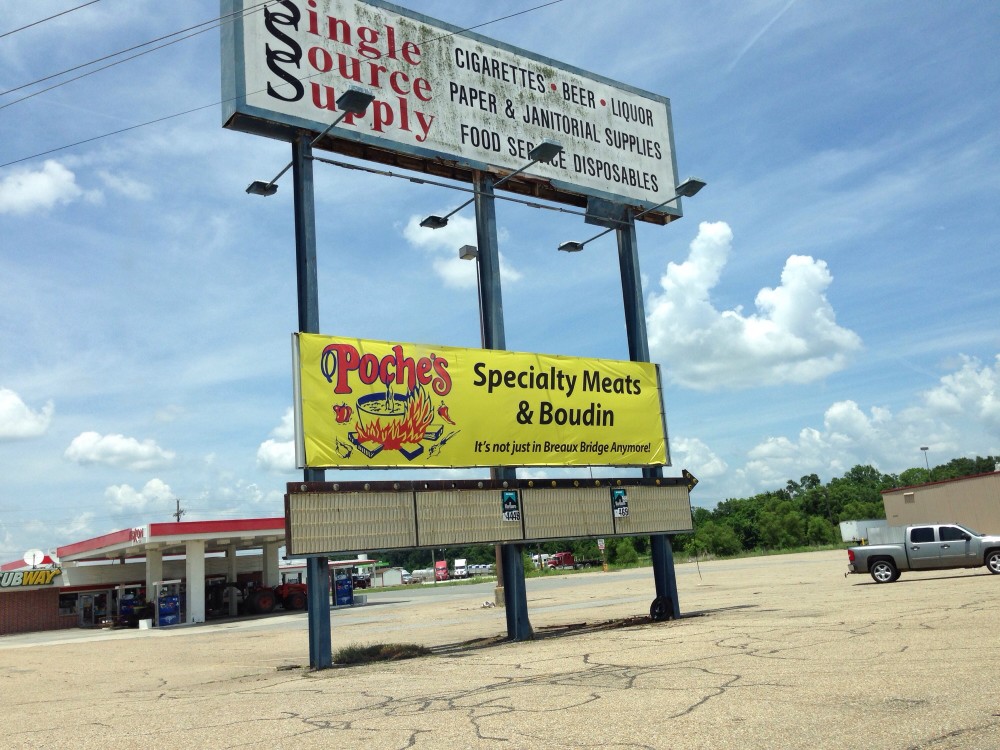 Single
Source
Supply
CIGARETTES • BEER • LIQUOR
PAPER & JANITORIAL SUPPLIES
FOOD SERVICE DISPOSABLES
Poche's
Specialty Meats
& Boudin
It's not just in Breaux Bridge Anymore!
SUBWAY